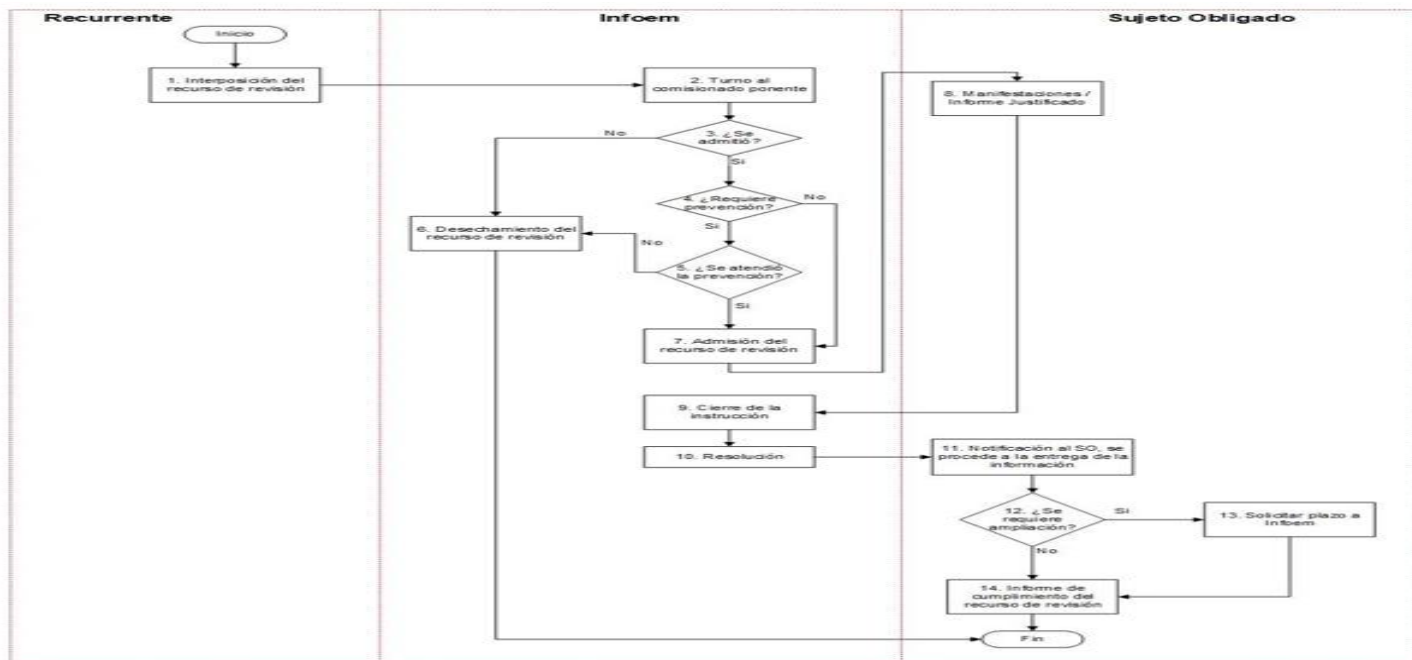 Recurrente
Infoem
Sujeto Obligado
Inicio
1. Interposición del
recurso de revisión
2. Turno al
comisionado ponente
8. Manifestaciones /
Informe Justificado
3. ¿Se
admitió?
No
Si
4. ¿Requiere
prevención?
No
Si
6. Desechamiento del
recurso de revisión
No
5. ¿Se atendió
la prevención?
Si
7. Admisión del
recurso de revisión
9. Cierre de la
instrucción
10. Resolución
11. Notificación al SO, se
procede a la entrega de la
información
12. ¿Se
requiere
ampliación?
Si
13. Solicitar plazo a
Infoem
No
14. Informe de
cumplimiento del
recurso de revisión
Fin